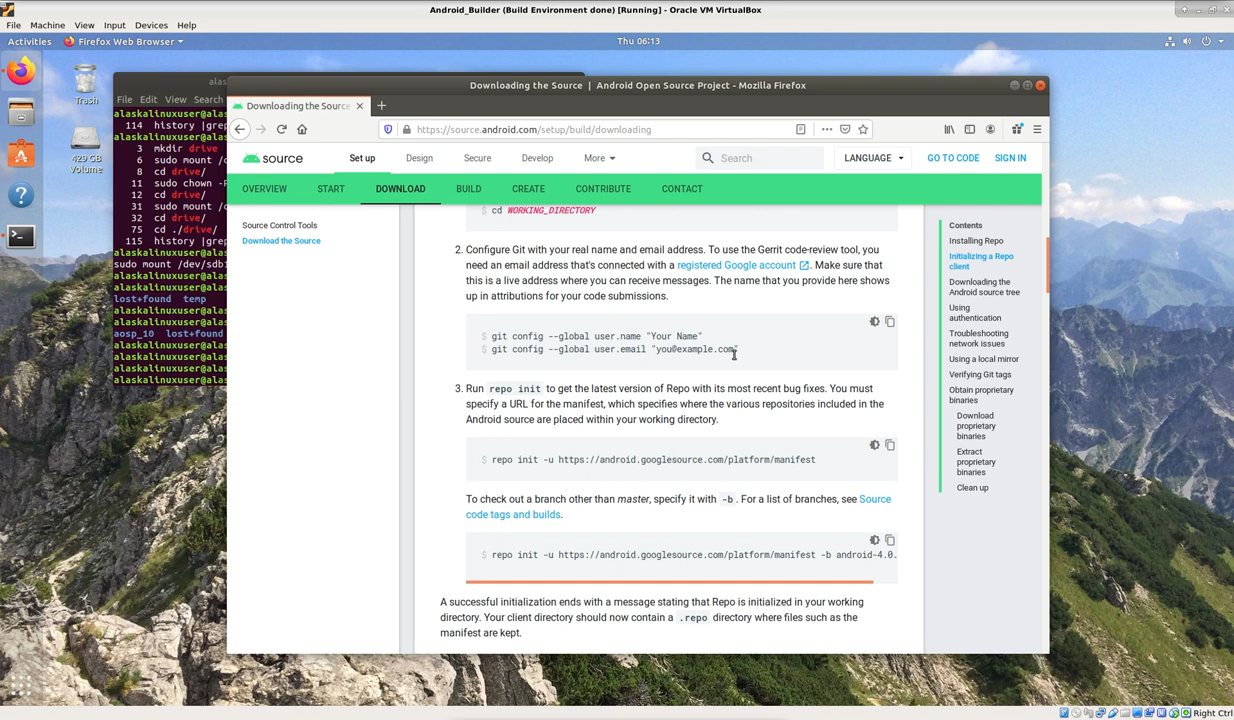 Android_Builder (Build Environment done) [Running] - Oracle VM VirtualBox
File Machine View Input Devices Help
Activities Firefox Web Browser Thu 06:13
Trash
429 GB
Volume
alas
File Edit View Search
alaskalinuxuser@a
114 history |grep
alaskalinuxuser@a
3 mkdir drive
6 sudo mount /d
8 cd drive/
11 sudo chown -R
12 cd drive/
31 sudo mount /d
32 cd drive/
75 cd ./drive/
115 history |grep
alaskalinuxuser@a
sudo mount /dev/sdb1
alaskalinuxuser@a
lost+found temp
alaskalinuxuser@a
alaskalinuxuser@a
aosp_10 lost+found
alaskalinuxuser@a
alaskalinuxuser@a
alaskalinuxuser@a
alaskalinuxuser@a
Downloading the Source | Android Open Source Project - Mozilla Firefox
Downloading the Source
https://source.android.com/setup/build/downloading
source Set up Design Secure Develop More Search LANGUAGE GO TO CODE SIGN IN
OVERVIEW START DOWNLOAD BUILD CREATE CONTRIBUTE CONTACT
Source Control Tools
Download the Source
$ cd WORKING_DIRECTORY
2. Configure Git with your real name and email address. To use the Gerrit code-review tool, you
need an email address that's connected with a registered Google account. Make sure that
this is a live address where you can receive messages. The name that you provide here shows
up in attributions for your code submissions.
$ git config --global user.name "Your Name"
$ git config --global user.email "you@example.com"
3. Run repo init to get the latest version of Repo with its most recent bug fixes. You must
specify a URL for the manifest, which specifies where the various repositories included in the
Android source are placed within your working directory.
$ repo init -u https://android.googlesource.com/platform/manifest
To check out a branch other than master, specify it with -b. For a list of branches, see Source
code tags and builds.
$ repo init -u https://android.googlesource.com/platform/manifest -b android-4.0.
A successful initialization ends with a message stating that Repo is initialized in your working
directory. Your client directory should now contain a .repo directory where files such as the
manifest are kept.
Contents
Installing Repo
Initializing a Repo
client
Downloading the
Android source tree
Using
authentication
Troubleshooting
network issues
Using a local mirror
Verifying Git tags
Obtain proprietary
binaries
Download
proprietary
binaries
Extract
proprietary
binaries
Clean up
Right Ctrl